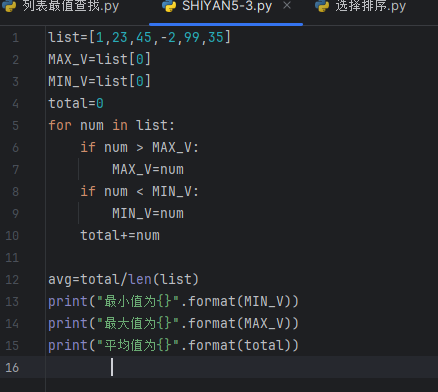 列表最值查找.py SHIYAN5-3.py × 选择排序.py
1 list=[1,23,45,-2,99,35]
2 MAX_V=list[0]
3 MIN_V=list[0]
4 total=0
5 for num in list:
6 if num > MAX_V:
7 MAX_V=num
8 if num < MIN_V:
9 MIN_V=num
10 total+=num
11
12 avg=total/len(list)
13 print("最小值为{}".format(MIN_V))
14 print("最大值为{}".format(MAX_V))
15 print("平均值为{}".format(total))
16